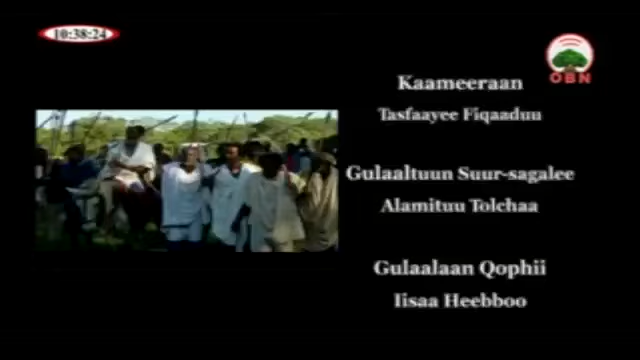 10:38:24
OBN
Kaameeraan
Tasfaayee Fiqaaduu
Gulaaltuun Suur-sagalee
Alamituu Tolchaa
Gulaalaan Qophii
Iisaa Heebboo